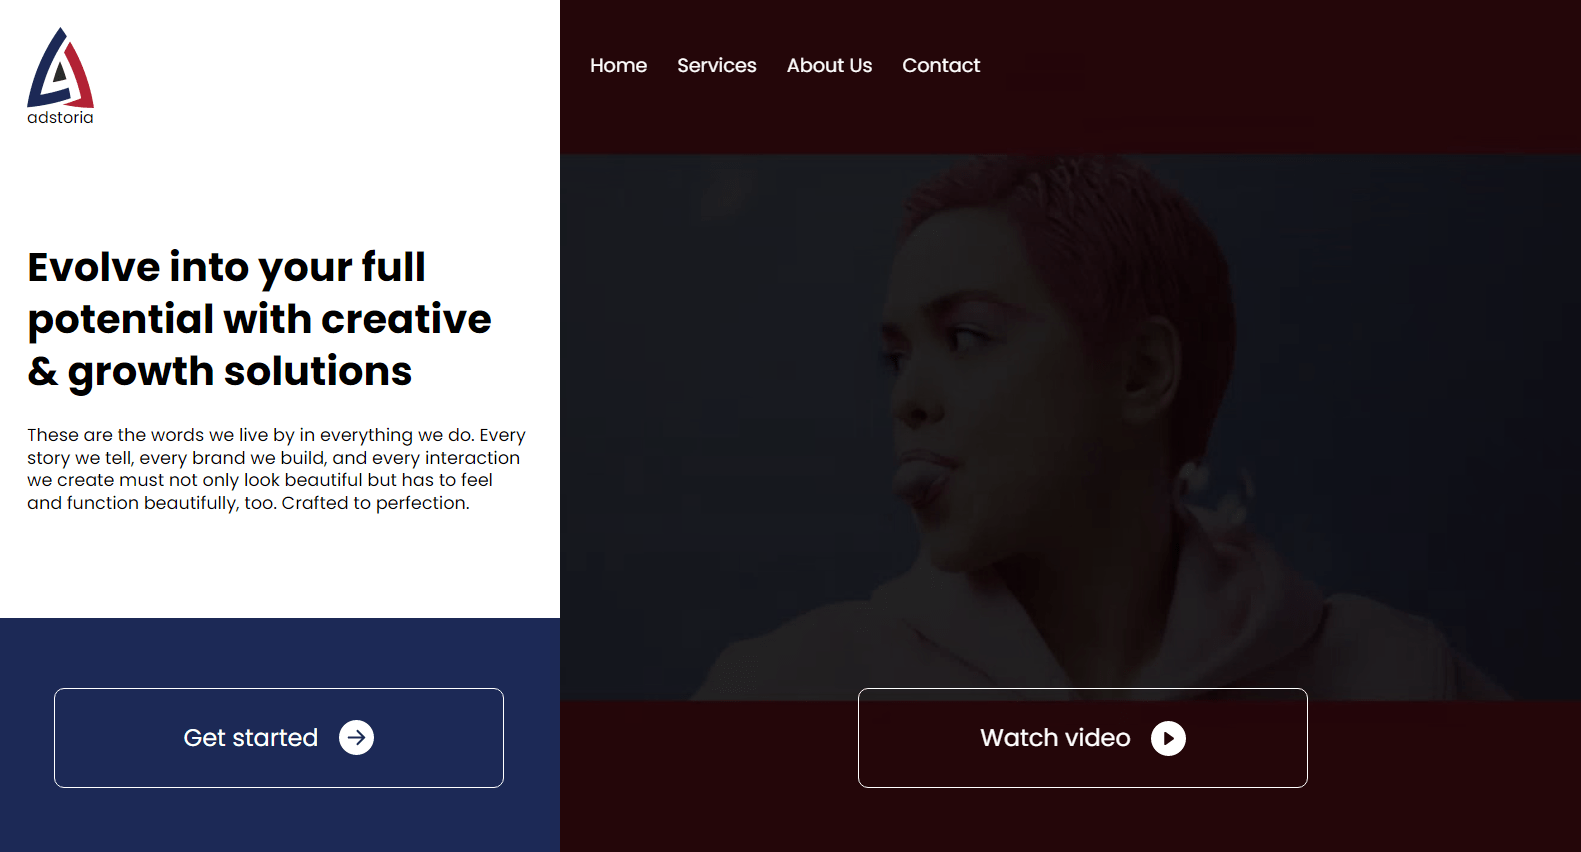 adstoria
Home Services About Us Contact
Evolve into your full
potential with creative
& growth solutions
These are the words we live by in everything we do. Every
story we tell, every brand we build, and every interaction
we create must not only look beautiful but has to feel
and function beautifully, too. Crafted to perfection.
Get started
Watch video